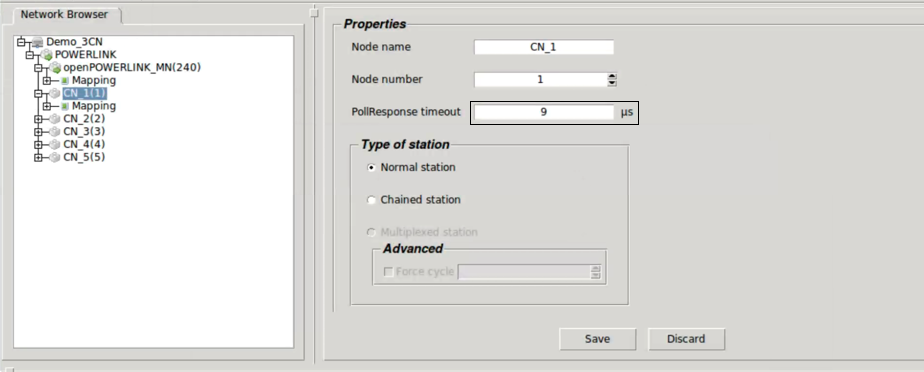 Network Browser
Demo_3CN
POWERLINK
openPOWERLINK_MN(240)
Mapping
CN_1(1)
Mapping
CN_2(2)
CN_3(3)
CN_4(4)
CN_5(5)
Properties
Node name CN_1
Node number 1
PollResponse timeout 9 µs
Type of station
Normal station
Chained station
Multiplexed station
Advanced
Force cycle
Save Discard